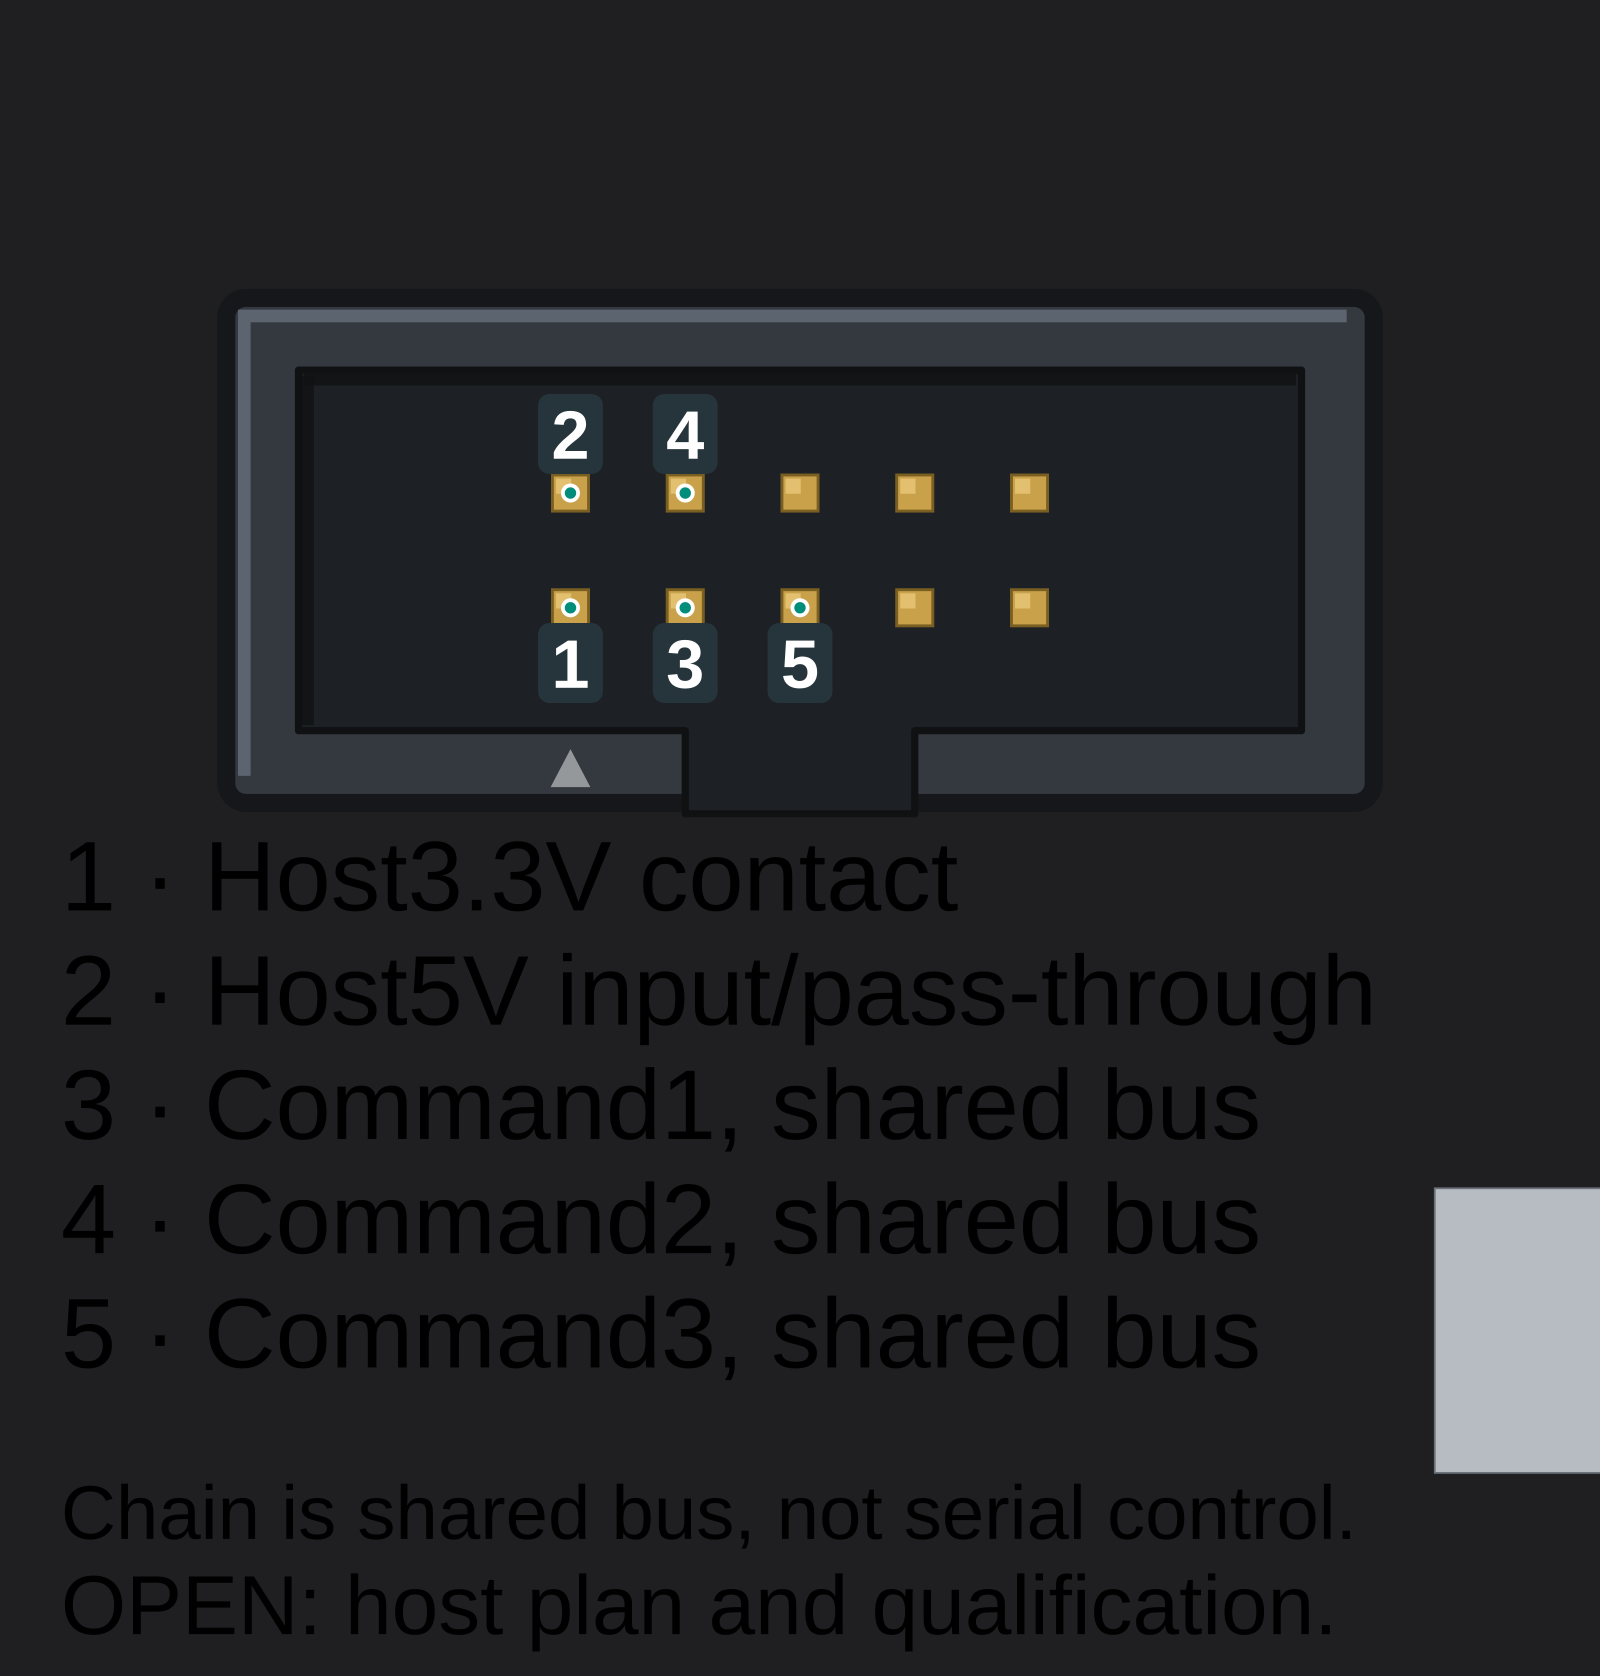 2 4
1 3 5
1 · Host3.3V contact
2 · Host5V input/pass-through
3 · Command1, shared bus
4 · Command2, shared bus
5 · Command3, shared bus
Chain is shared bus, not serial control.
OPEN: host plan and qualification.